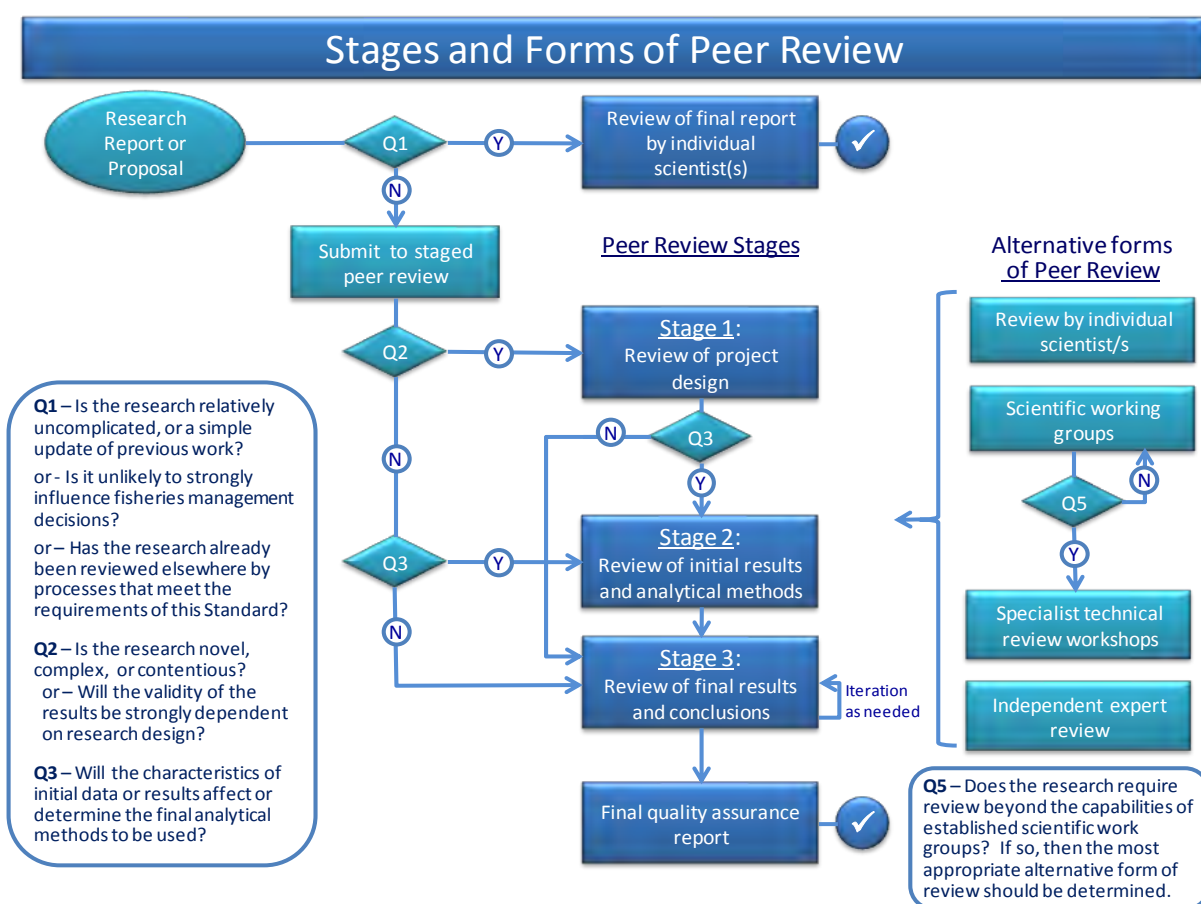 Stages and Forms of Peer Review
Research
Report or
Proposal
Q1
Y
Review of final report
by individual
scientist(s)
N
Submit to staged
peer review
Peer Review Stages
Alternative forms
of Peer Review
Q2
Y
Stage 1:
Review of project
design
Review by individual
scientist/s
Scientific working
groups
N
Q3
N
Y
Q5
N
Y
Q3
Y
Stage 2:
Review of initial results
and analytical methods
N
Specialist technical
review workshops
Stage 3:
Review of final results
and conclusions
Iteration
as needed
Independent expert
review
Final quality assurance
report
Q1 – Is the research relatively
uncomplicated, or a simple
update of previous work?
or - Is it unlikely to strongly
influence fisheries management
decisions?
or – Has the research already
been reviewed elsewhere by
processes that meet the
requirements of this Standard?
Q2 – Is the research novel,
complex, or contentious?
or – Will the validity of the
results be strongly dependent
on research design?
Q3 – Will the characteristics of
initial data or results affect or
determine the final analytical
methods to be used?
Q5 – Does the research require
review beyond the capabilities of
established scientific work
groups? If so, then the most
appropriate alternative form of
review should be determined.